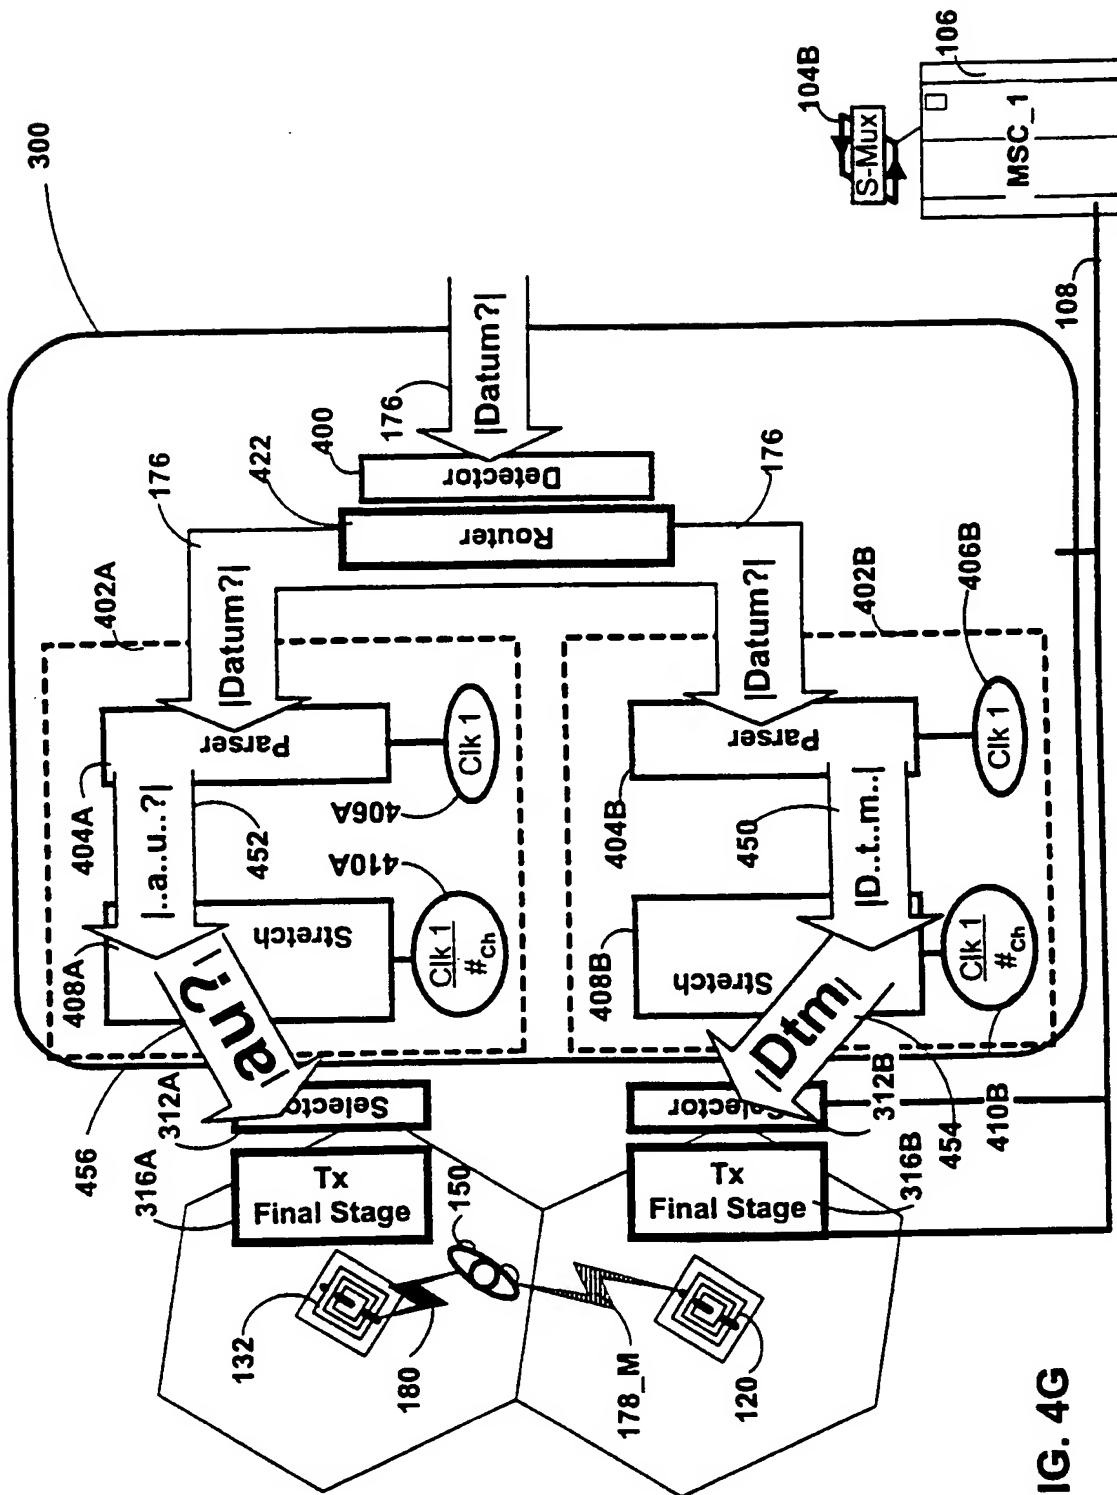 300
104B
S-Mux
106
MSC_1
108
|Datum?|
176
400
Detector
422
Router
176
176
402A
|Datum?|
404A
Parser
Clk 1
406A
|..a..u..?|
452
408A
Stretch
410A
Clk 1
#Ch
|au?|
456
312A
Selector
316A
Tx
Final Stage
402B
|Datum?|
404B
Parser
Clk 1
406B
|D..t..m..|
450
408B
Stretch
Clk 1
#Ch
410B
|Dtm|
454
312B
Selector
316B
Tx
Final Stage
150
132
180
178_M
120
IG. 4G